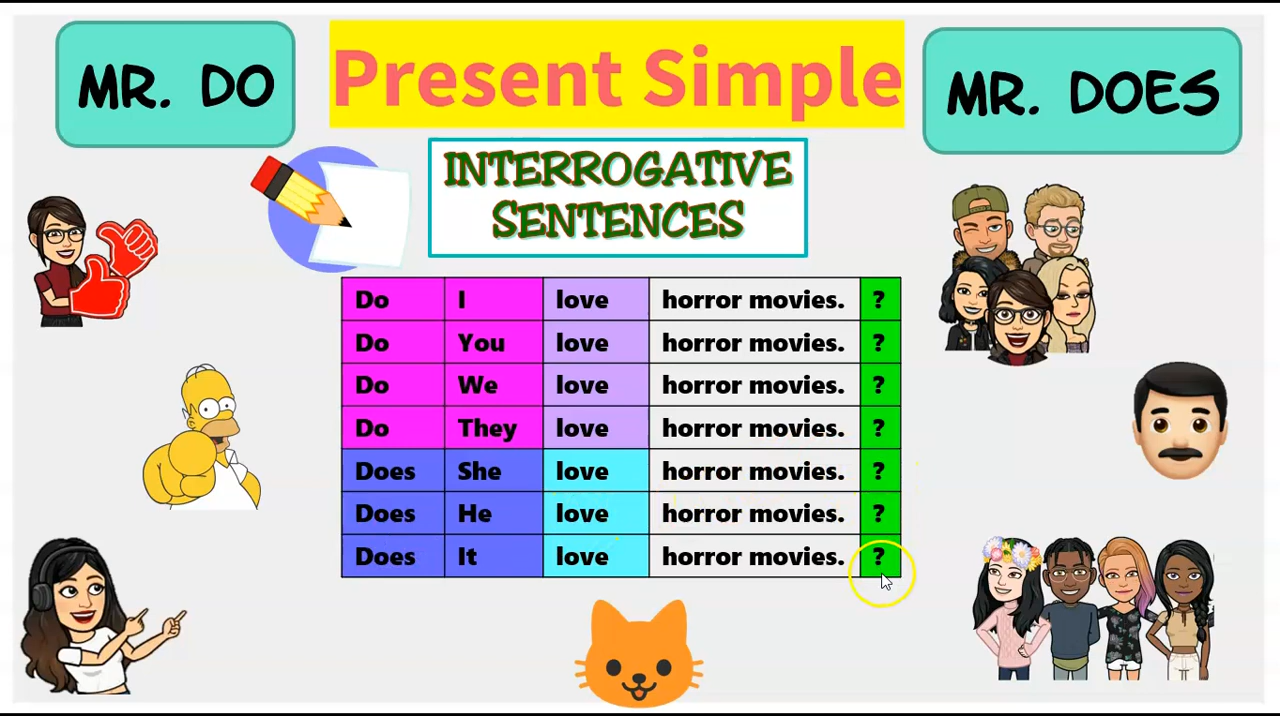 MR. DO
Present Simple
MR. DOES
INTERROGATIVE
SENTENCES
Do I love horror movies. ?
Do You love horror movies. ?
Do We love horror movies. ?
Do They love horror movies. ?
Does She love horror movies. ?
Does He love horror movies. ?
Does It love horror movies. ?